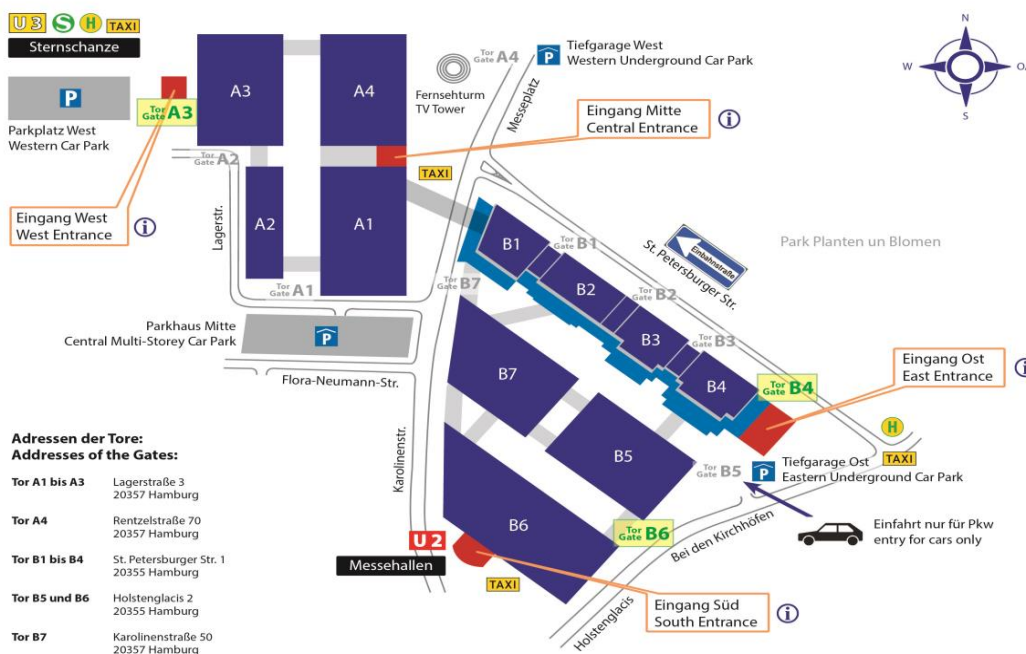 U3 S H TAXI
Sternschanze
P
Parkplatz West
Western Car Park
Tor
Gate A3
Eingang West
West Entrance
i
A3
A4
Tor
Gate A2
A2
A1
Lagerstr.
Tor
Gate A1
Fernsehturm
TV Tower
Tor
Gate A4
Messeplatz
P
Tiefgarage West
Western Underground Car Park
Eingang Mitte
Central Entrance
i
TAXI
N
W
O
S
Parkhaus Mitte
Central Multi-Storey Car Park
P
Flora-Neumann-Str.
Karolinenstr.
B1
Tor
Gate B1
B2
Tor
Gate B2
B3
Tor
Gate B3
B4
Tor
Gate B4
Tor
Gate B7
Einbahnstraße
St. Petersburger Str.
Park Planten un Blomen
Eingang Ost
East Entrance
i
H
TAXI
B7
B5
B6
Tor
Gate B5
P
Tiefgarage Ost
Eastern Underground Car Park
Einfahrt nur für Pkw
entry for cars only
Tor
Gate B6
Bei den Kirchhöfen
Holstenglacis
U2
Messehallen
TAXI
Eingang Süd
South Entrance
i
Adressen der Tore:
Addresses of the Gates:
Tor A1 bis A3 Lagerstraße 3
20357 Hamburg
Tor A4 Rentzelstraße 70
20357 Hamburg
Tor B1 bis B4 St. Petersburger Str. 1
20355 Hamburg
Tor B5 und B6 Holstenglacis 2
20355 Hamburg
Tor B7 Karolinenstraße 50
20357 Hamburg